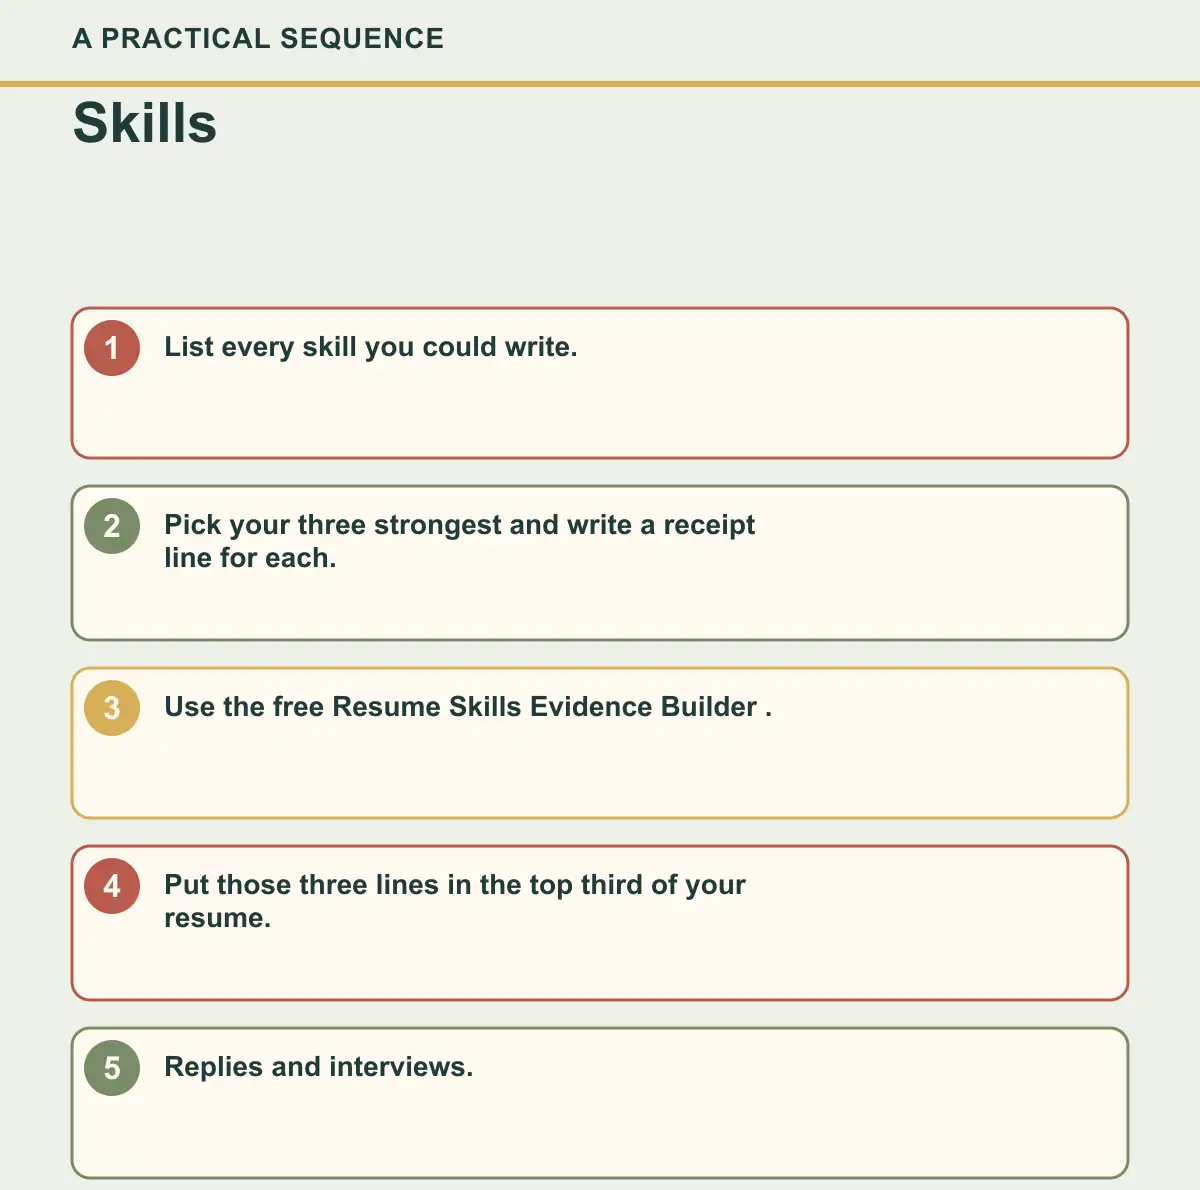 A PRACTICAL SEQUENCE
Skills
1
List every skill you could write.
2
Pick your three strongest and write a receipt
line for each.
3
Use the free Resume Skills Evidence Builder .
4
Put those three lines in the top third of your
resume.
5
Replies and interviews.